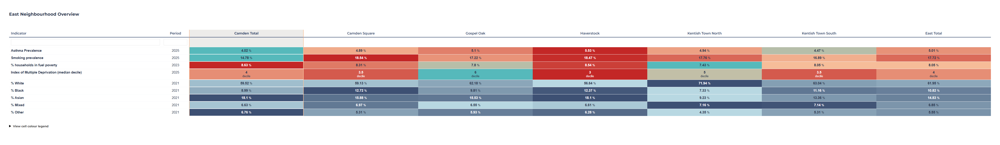 East Neighbourhood Overview
Indicator Period Camden Total Camden Square Gospel Oak Haverstock Kentish Town North Kentish Town South East Total
Asthma Prevalence 2025 4.02 % 4.89 % 5.1 % 5.53 % 4.94 % 4.47 % 5.01 %
Smoking prevalence 2025 14.78 % 18.54 % 17.22 % 18.47 % 17.76 % 16.89 % 17.72 %
% households in fuel poverty 2023 8.63 % 8.31 % 7.8 % 8.54 % 7.43 % 8.05 % 8.05 %
Index of Multiple Deprivation (median decile) 2025 4 3.5 6 3 5 3.5 4
decile decile decile decile decile decile decile
% White 2021 59.52 % 59.13 % 62.18 % 56.64 % 71.94 % 63.04 % 61.95 %
% Black 2021 8.99 % 12.72 % 9.81 % 12.37 % 7.33 % 11.16 % 10.82 %
% Asian 2021 18.1 % 15.88 % 15.53 % 18.1 % 9.23 % 13.36 % 14.83 %
% Mixed 2021 6.63 % 6.97 % 6.55 % 6.61 % 7.16 % 7.14 % 6.85 %
% Other 2021 6.76 % 5.31 % 5.93 % 6.28 % 4.35 % 5.31 % 5.55 %
View cell colour legend